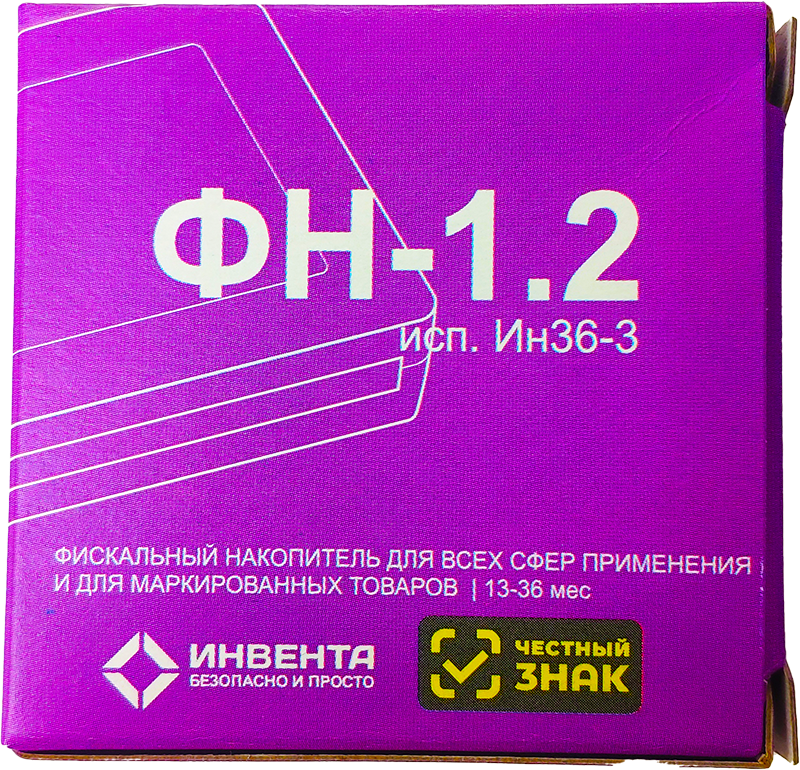 ФН-1.2
исп. Ин36-3
ФИСКАЛЬНЫЙ НАКОПИТЕЛЬ ДЛЯ ВСЕХ СФЕР ПРИМЕНЕНИЯ
И ДЛЯ МАРКИРОВАННЫХ ТОВАРОВ | 13-36 мес
ИНВЕНТА
БЕЗОПАСНО И ПРОСТО
ЧЕСТНЫЙ
ЗНАК